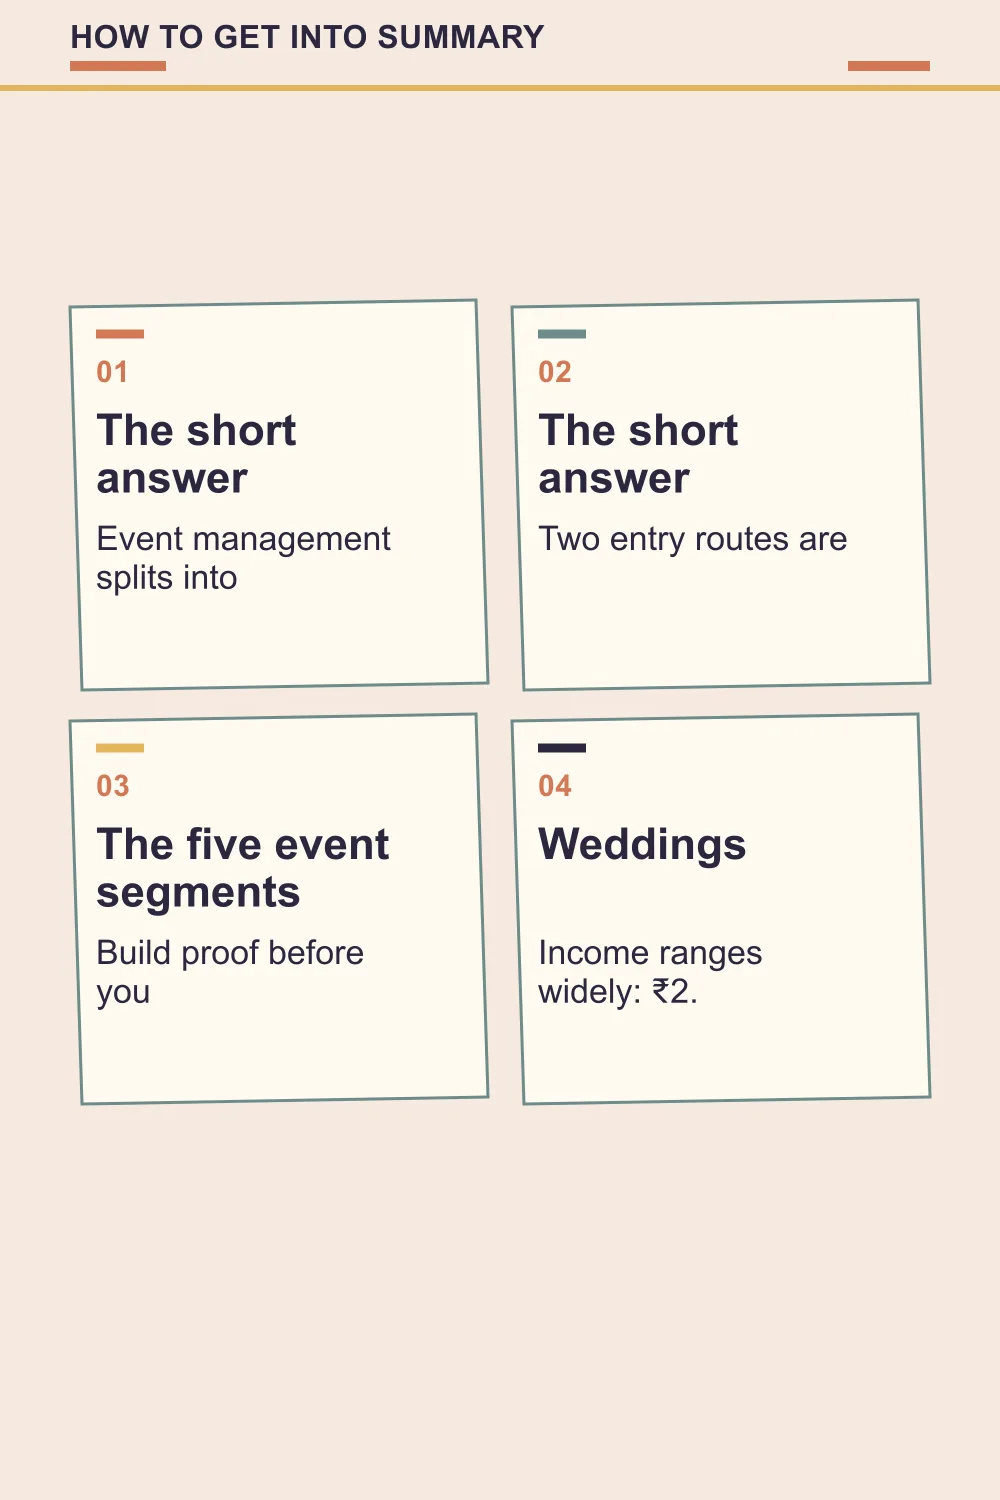 HOW TO GET INTO SUMMARY
01
The short
answer
Event management
splits into
02
The short
answer
Two entry routes are
03
The five event
segments
Build proof before
you
04
Weddings
Income ranges
widely: ₹2.